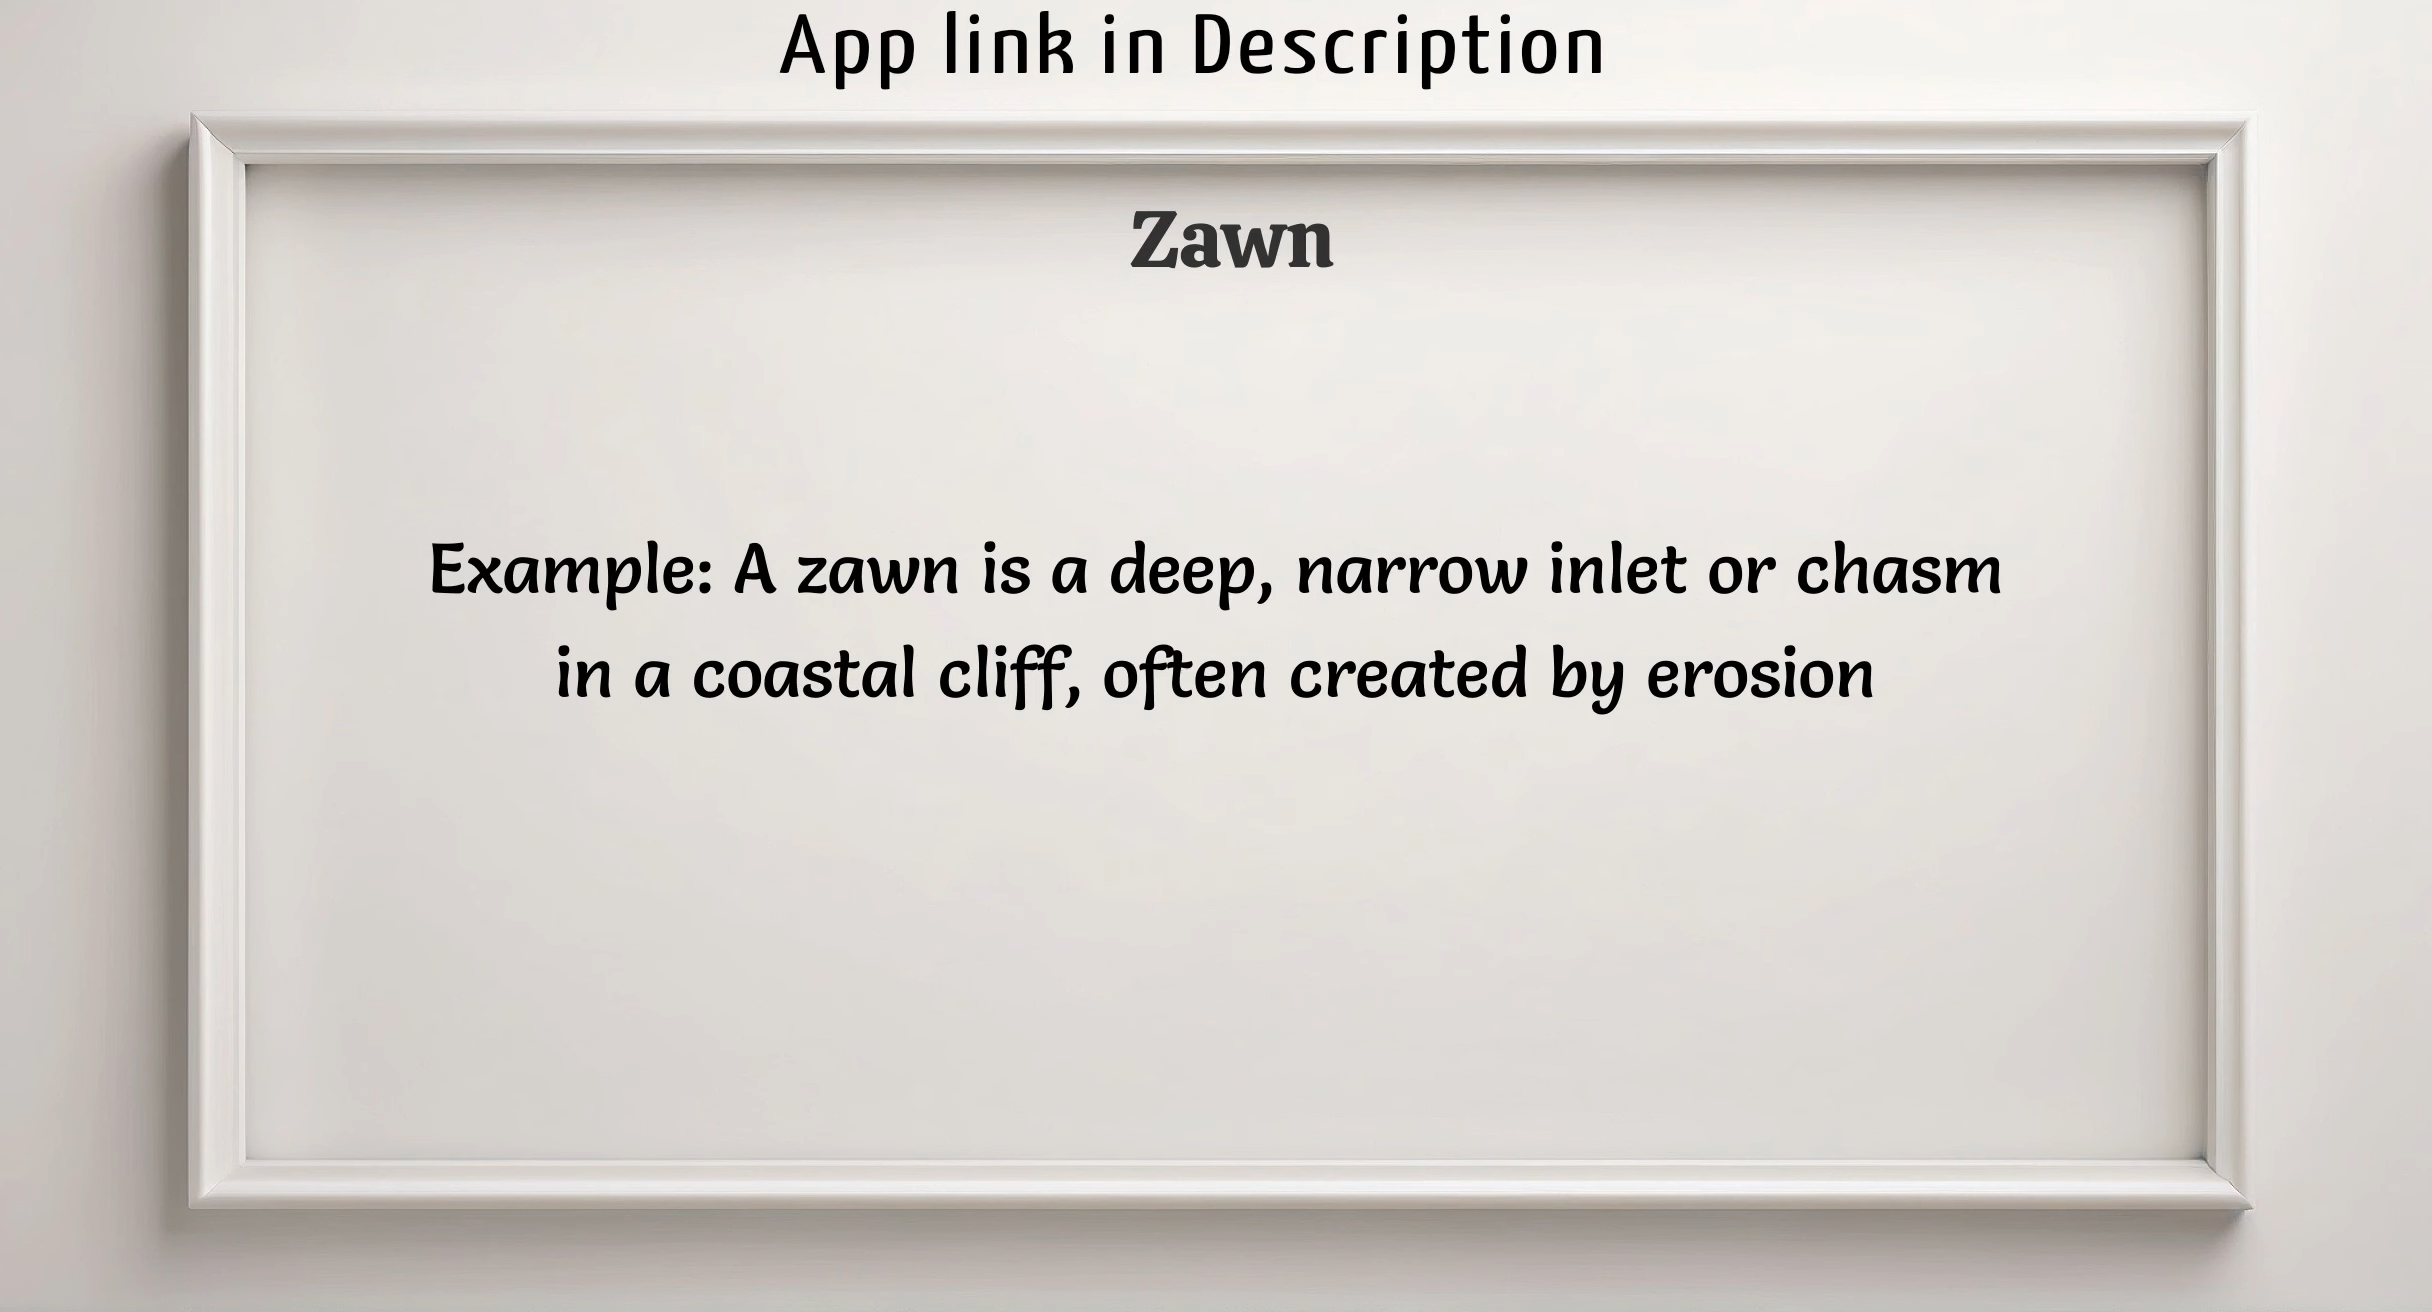 App link in Description
Zawn
Example: A zawn is a deep, narrow inlet or chasm
in a coastal cliff, often created by erosion